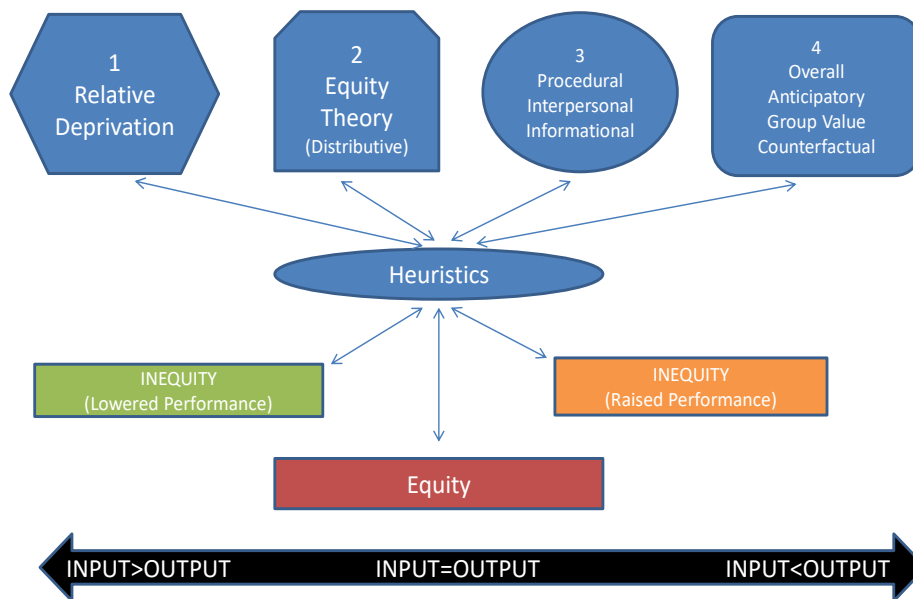 1
Relative
Deprivation
2
Equity
Theory
(Distributive)
3
Procedural
Interpersonal
Informational
4
Overall
Anticipatory
Group Value
Counterfactual
Heuristics
INEQUITY
(Lowered Performance)
INEQUITY
(Raised Performance)
Equity
INPUT>OUTPUT INPUT=OUTPUT INPUT<OUTPUT